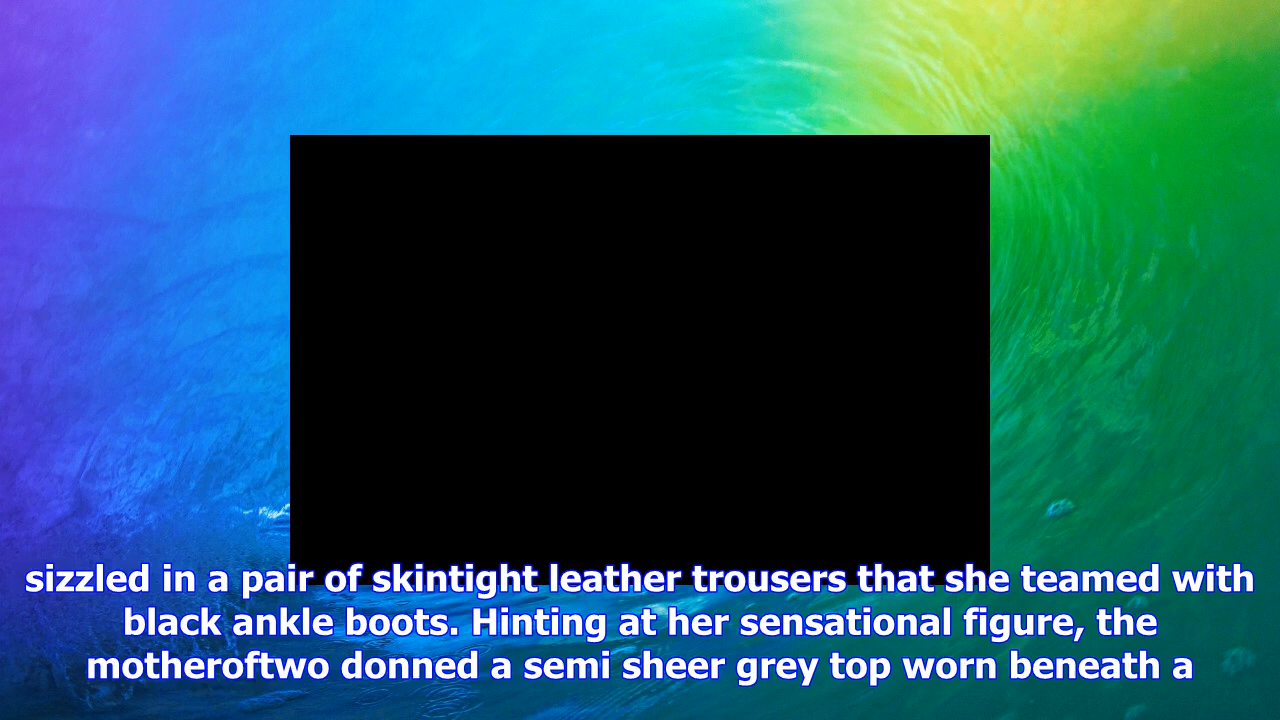 sizzled in a pair of skintight leather trousers that she teamed with
black ankle boots. Hinting at her sensational figure, the
motheroftwo donned a semi sheer grey top worn beneath a